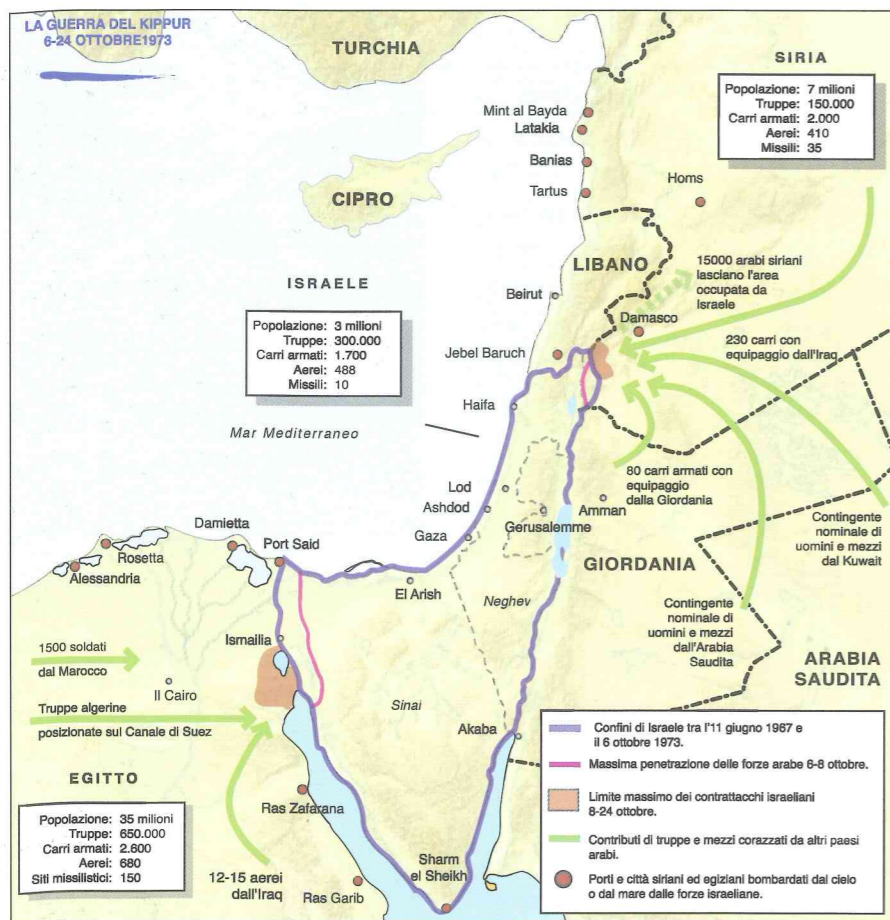 LA GUERRA DEL KIPPUR
6-24 OTTOBRE1973
TURCHIA
SIRIA
Popolazione: 7 milioni
Truppe: 150.000
Carri armati: 2.000
Aerei: 410
Missili: 35
Mint al Bayda
Latakia
Banias
Tartus
Homs
CIPRO
LIBANO
15000 arabi siriani
lasciano l'area
occupata da
Israele
ISRAELE
Popolazione: 3 milioni
Truppe: 300.000
Carri armati: 1.700
Aerei: 488
Missili: 10
Beirut
Damasco
Jebel Baruch
230 carri con
equipaggio dall'Iraq
Haifa
Mar Mediterraneo
80 carri armati con
equipaggio
dalla Giordania
Lod
Ashdod
Gaza
Gerusalemme
Amman
Contingente
nominale di
uomini e mezzi
dal Kuwait
Damietta
Rosetta
Alessandria
Port Said
El Arish
GIORDANIA
Neghev
Ismailia
1500 soldati
dal Marocco
Il Cairo
Sinai
Contingente
nominale di
uomini e mezzi
dall'Arabia
Saudita
ARABIA
SAUDITA
Truppe algerine
posizionate sul Canale di Suez
Akaba
EGITTO
Popolazione: 35 milioni
Truppe: 650.000
Carri armati: 2.600
Aerei: 680
Siti missilistici: 150
Ras Zafarana
12-15 aerei
dall'Iraq
Ras Garib
Sharm
el Sheikh
Confini di Israele tra l'11 giugno 1967 e
il 6 ottobre 1973.
Massima penetrazione delle forze arabe 6-8 ottobre.
Limite massimo dei contrattacchi israeliani
8-24 ottobre.
Contributi di truppe e mezzi corazzati da altri paesi
arabi.
Porti e città siriani ed egiziani bombardati dal cielo
o dal mare dalle forze israeliane.